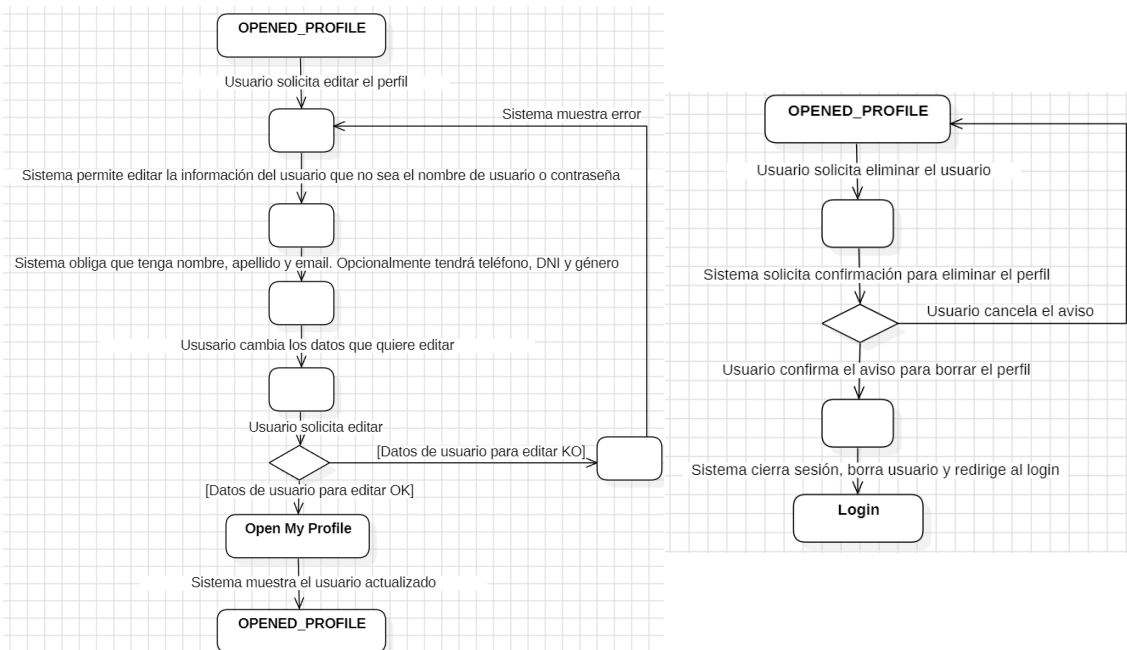 OPENED_PROFILE
Usuario solicita editar el perfil
Sistema muestra error
Sistema permite editar la información del usuario que no sea el nombre de usuario o contraseña
Sistema obliga que tenga nombre, apellido y email. Opcionalmente tendrá teléfono, DNI y género
Ususario cambia los datos que quiere editar
Usuario solicita editar
[Datos de usuario para editar KO]
[Datos de usuario para editar OK]
Open My Profile
Sistema muestra el usuario actualizado
OPENED_PROFILE
OPENED_PROFILE
Usuario solicita eliminar el usuario
Sistema solicita confirmación para eliminar el perfil
Usuario cancela el aviso
Usuario confirma el aviso para borrar el perfil
Sistema cierra sesión, borra usuario y redirige al login
Login